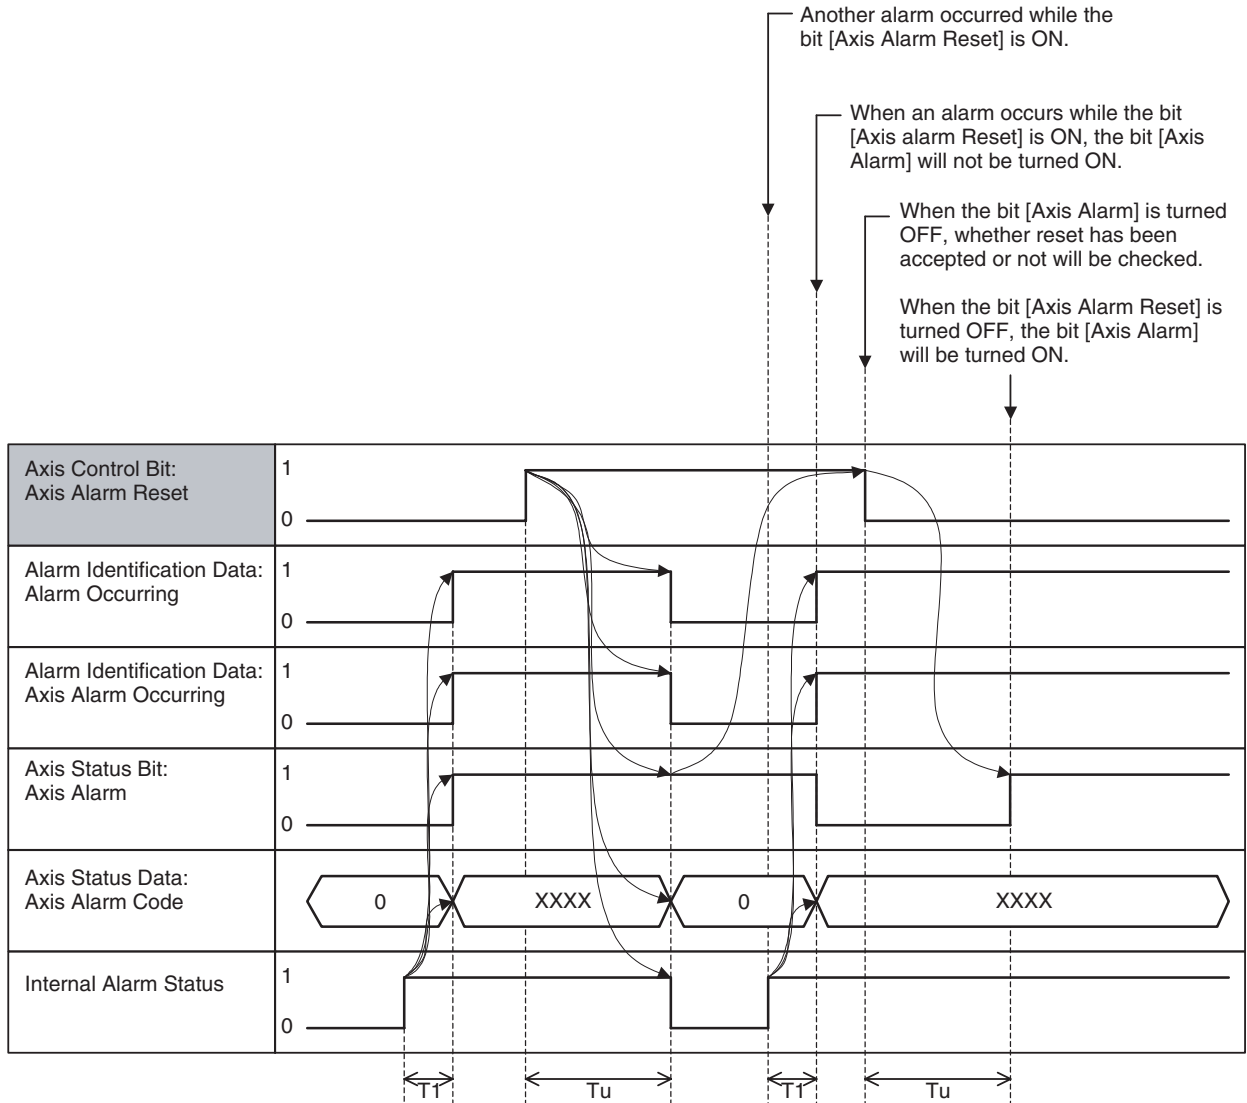 Another alarm occurred while the
bit [Axis Alarm Reset] is ON.
When an alarm occurs while the bit
[Axis alarm Reset] is ON, the bit [Axis
Alarm] will not be turned ON.
When the bit [Axis Alarm] is turned
OFF, whether reset has been
accepted or not will be checked.
When the bit [Axis Alarm Reset] is
turned OFF, the bit [Axis Alarm]
will be turned ON.
Axis Control Bit:
Axis Alarm Reset
1
0
Alarm Identification Data:
Alarm Occurring
1
0
Alarm Identification Data:
Axis Alarm Occurring
1
0
Axis Status Bit:
Axis Alarm
1
0
Axis Status Data:
Axis Alarm Code
0 XXXX 0 XXXX
Internal Alarm Status
1
0
T1 Tu T1 Tu